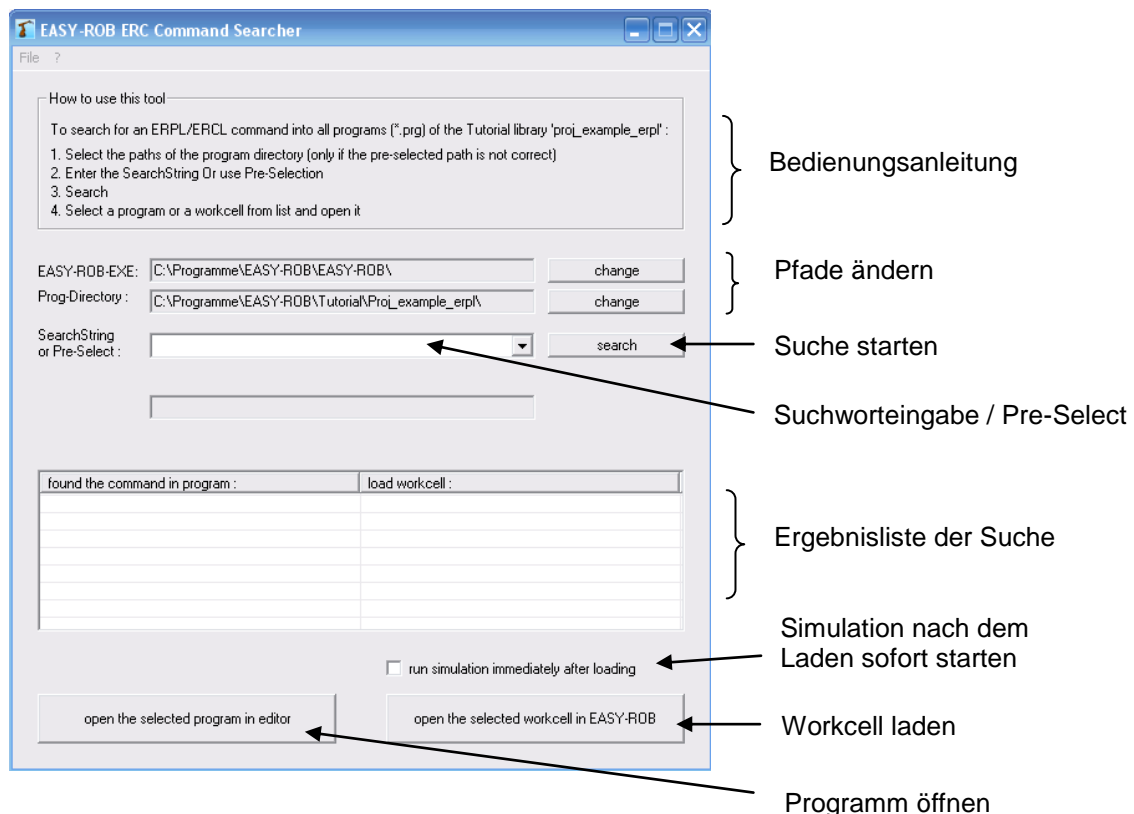 EASY-ROB ERC Command Searcher
File ?
How to use this tool
To search for an ERPL/ERCL command into all programs (*.prg) of the Tutorial library 'proj_example_erpl' :
1. Select the paths of the program directory (only if the pre-selected path is not correct)
2. Enter the SearchString Or use Pre-Selection
3. Search
4. Select a program or a workcell from list and open it
Bedienungsanleitung
EASY-ROB-EXE: C:\Programme\EASY-ROB\EASY-ROB\ change
Prog-Directory : C:\Programme\EASY-ROB\Tutorial\Proj_example_erpl\ change
Pfade ändern
SearchString
or Pre-Select : search
Suche starten
Suchworteingabe / Pre-Select
found the command in program : load workcell :
Ergebnisliste der Suche
Simulation nach dem
Laden sofort starten
run simulation immediately after loading
open the selected program in editor open the selected workcell in EASY-ROB
Workcell laden
Programm öffnen